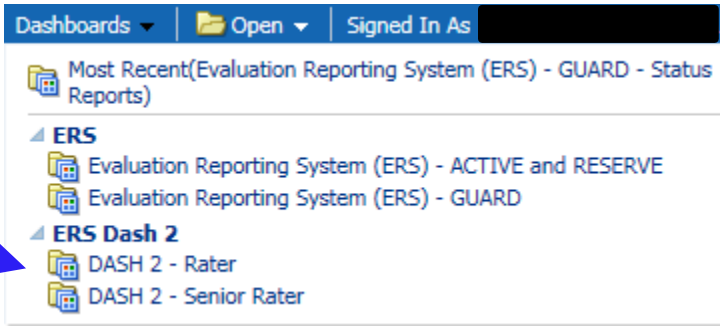 Dashboards Open Signed In As
Most Recent(Evaluation Reporting System (ERS) - GUARD - Status
Reports)
ERS
Evaluation Reporting System (ERS) - ACTIVE and RESERVE
Evaluation Reporting System (ERS) - GUARD
ERS Dash 2
DASH 2 - Rater
DASH 2 - Senior Rater